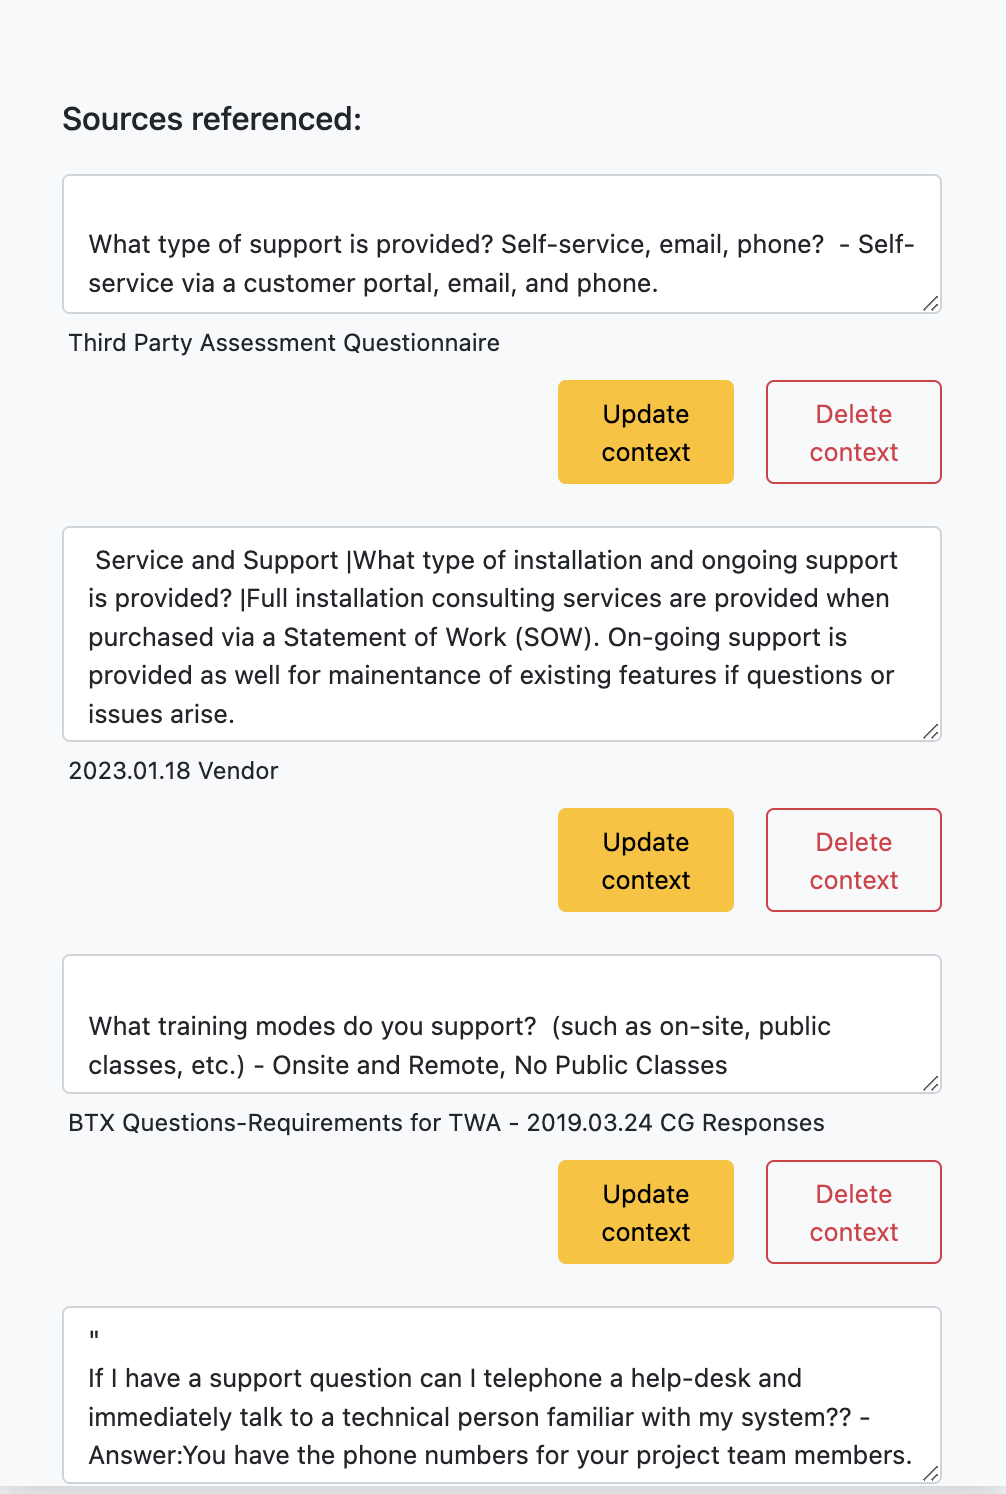 Sources referenced:
What type of support is provided? Self-service, email, phone?  - Self-
service via a customer portal, email, and phone.
Third Party Assessment Questionnaire
Update
context
Delete
context
Service and Support |What type of installation and ongoing support
is provided? |Full installation consulting services are provided when
purchased via a Statement of Work (SOW). On-going support is
provided as well for mainentance of existing features if questions or
issues arise.
2023.01.18 Vendor
Update
context
Delete
context
What training modes do you support?  (such as on-site, public
classes, etc.) - Onsite and Remote, No Public Classes
BTX Questions-Requirements for TWA - 2019.03.24 CG Responses
Update
context
Delete
context
"
If I have a support question can I telephone a help-desk and
immediately talk to a technical person familiar with my system?? -
Answer:You have the phone numbers for your project team members.